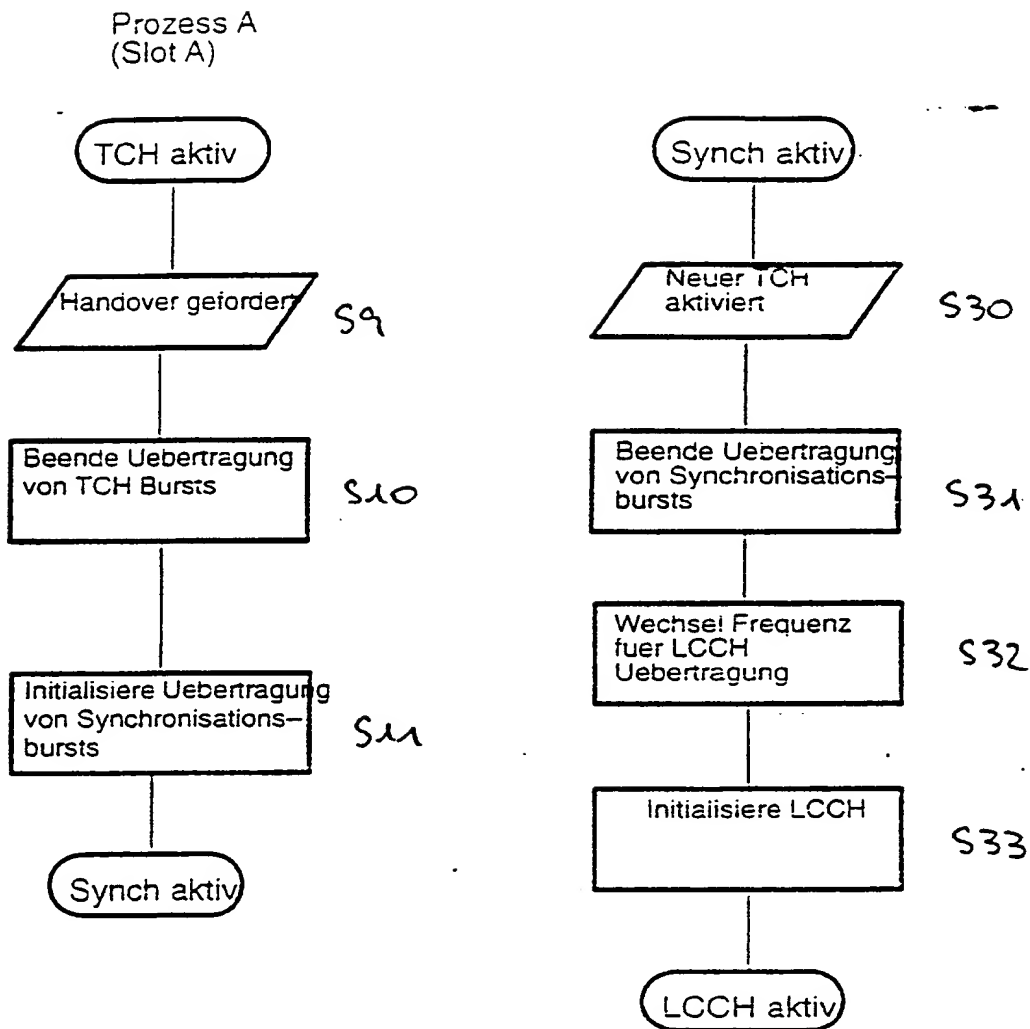 Prozess A
(Slot A)
TCH aktiv
Handover gefordert
S9
Beende Uebertragung
von TCH Bursts
S10
Initialisiere Uebertragung
von Synchronisations–
bursts
S11
Synch aktiv
Synch aktiv
Neuer TCH
aktiviert
S30
Beende Uebertragung
von Synchronisations–
bursts
S31
Wechsel Frequenz
fuer LCCH
Uebertragung
S32
Initialisiere LCCH
S33
LCCH aktiv